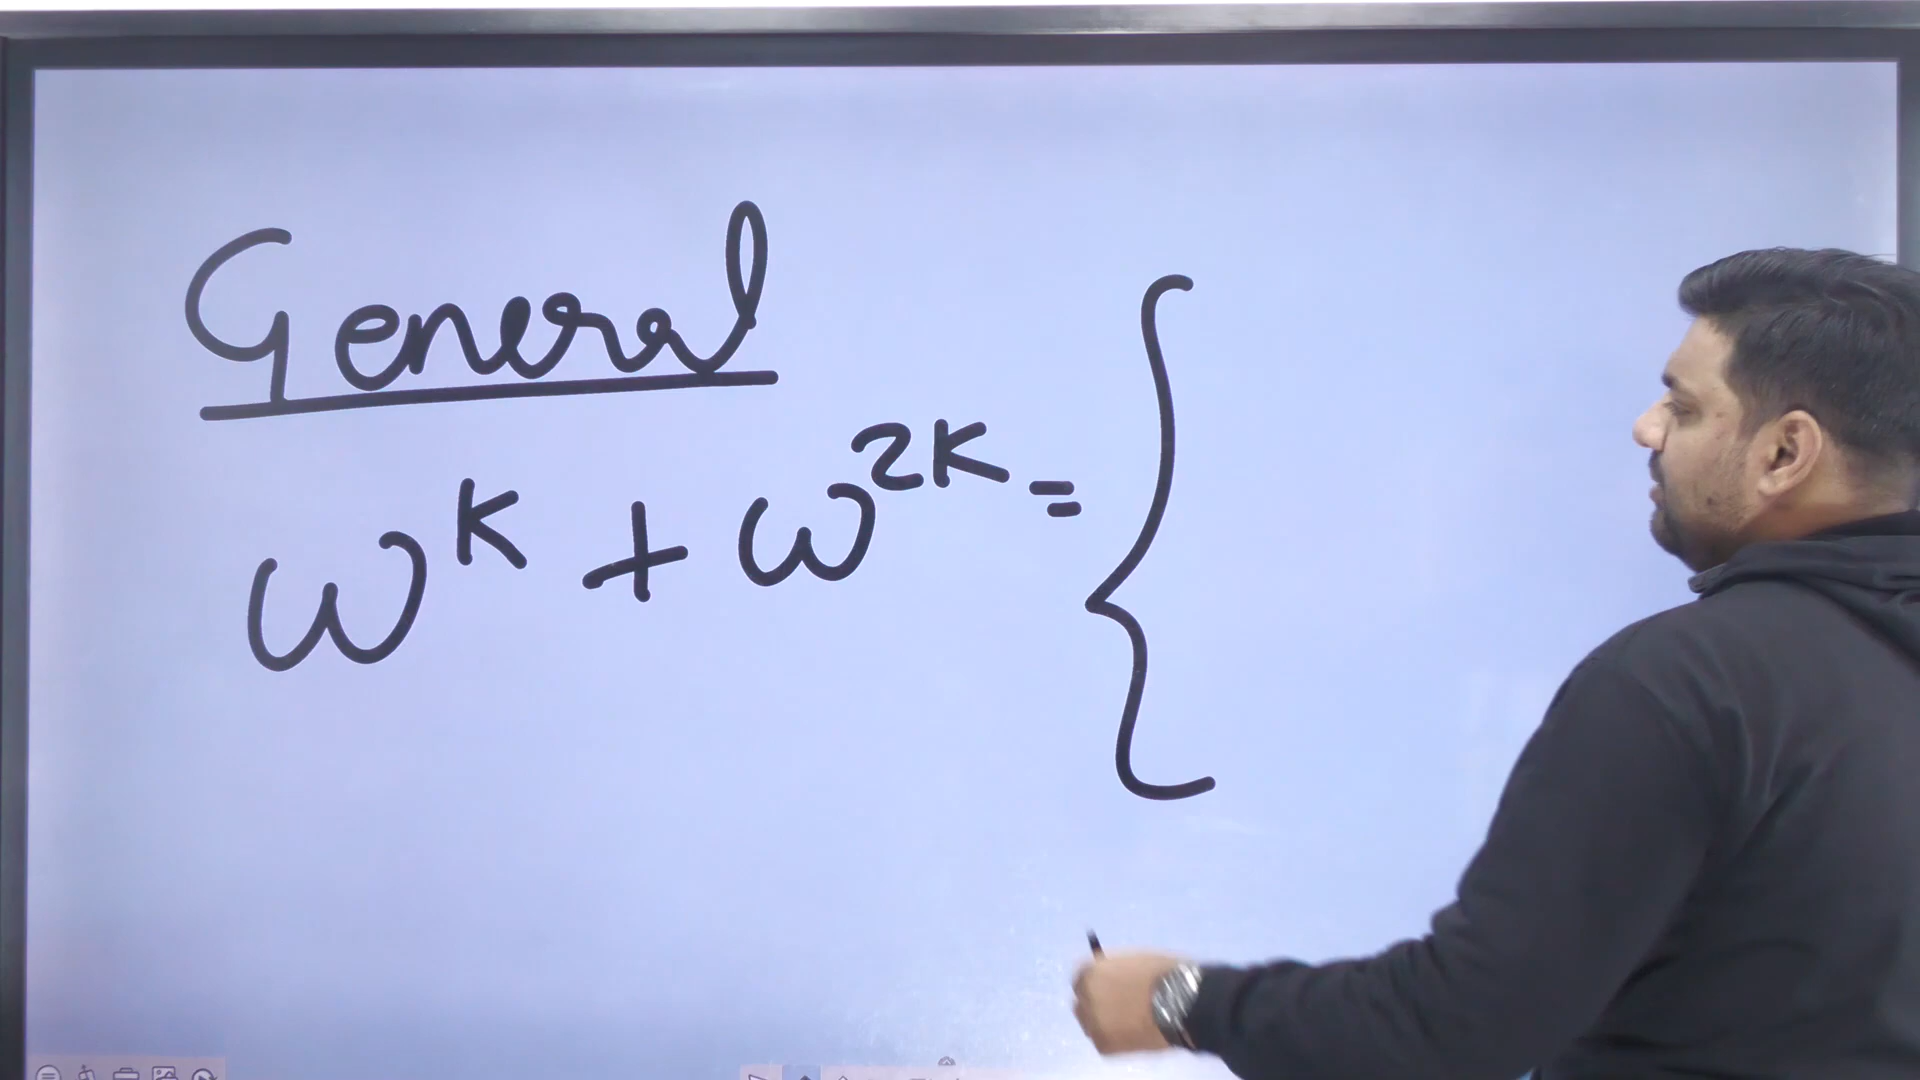 General
ω^K + ω^2K = {